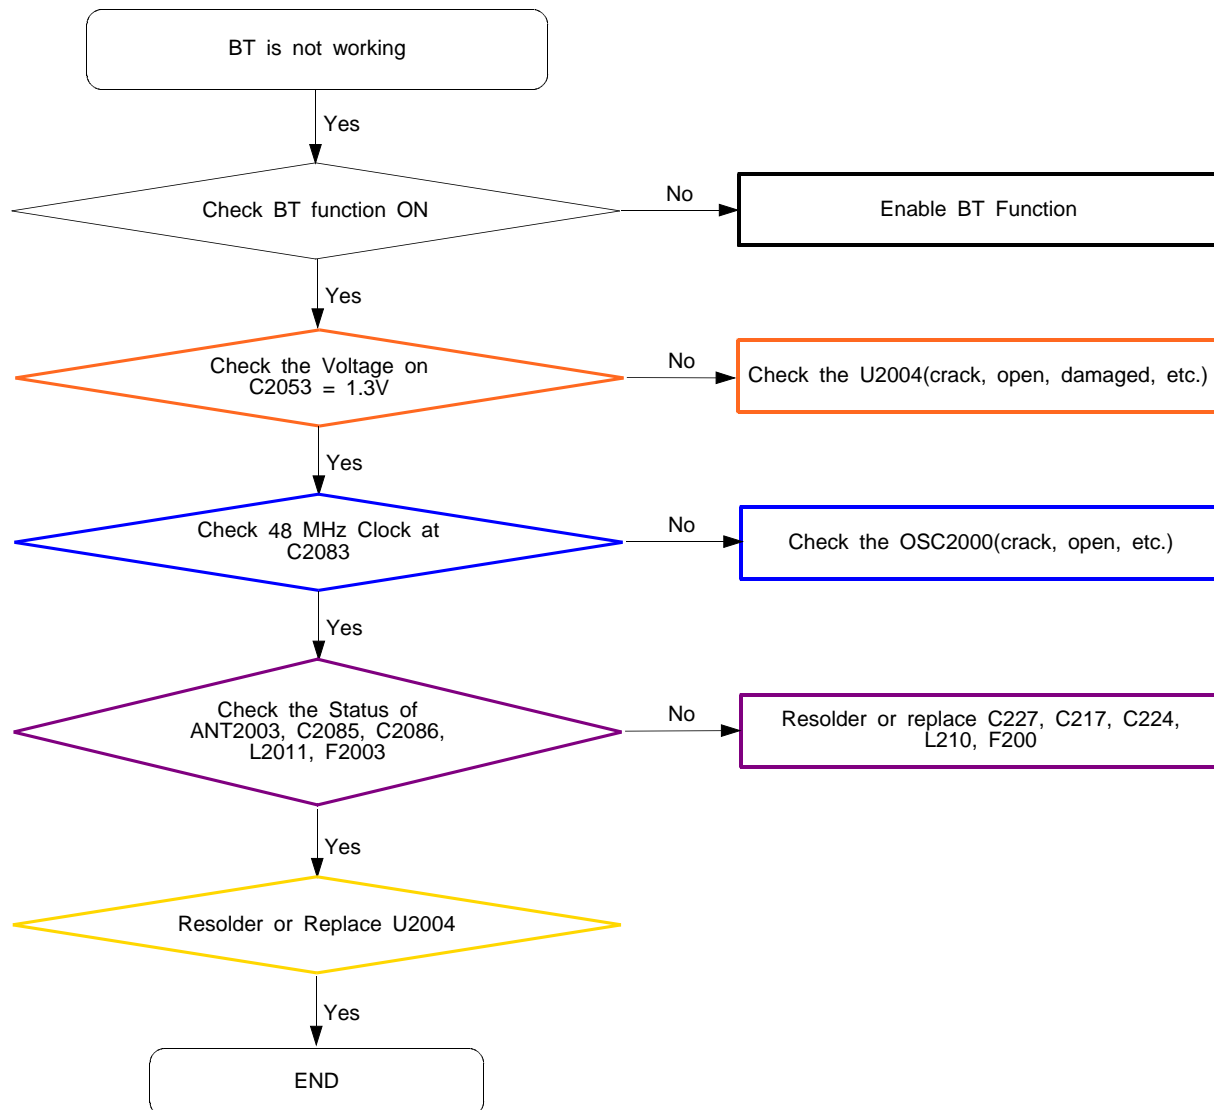 BT is not working
Yes
Check BT function ON
No
Enable BT Function
Yes
Check the Voltage on
C2053 = 1.3V
No
Check the U2004(crack, open, damaged, etc.)
Yes
Check 48 MHz Clock at
C2083
No
Check the OSC2000(crack, open, etc.)
Yes
Check the Status of
ANT2003, C2085, C2086,
L2011, F2003
No
Resolder or replace C227, C217, C224,
L210, F200
Yes
Resolder or Replace U2004
Yes
END